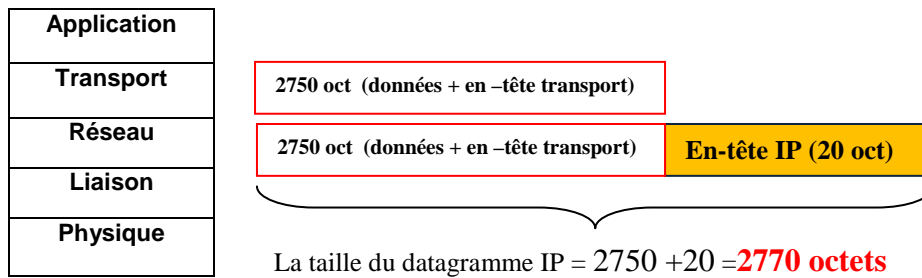 Application
Transport
2750 oct (données + en –tête transport)
Réseau
2750 oct (données + en –tête transport)
En-tête IP (20 oct)
Liaison
Physique
La taille du datagramme IP = 2750 +20 =2770 octets